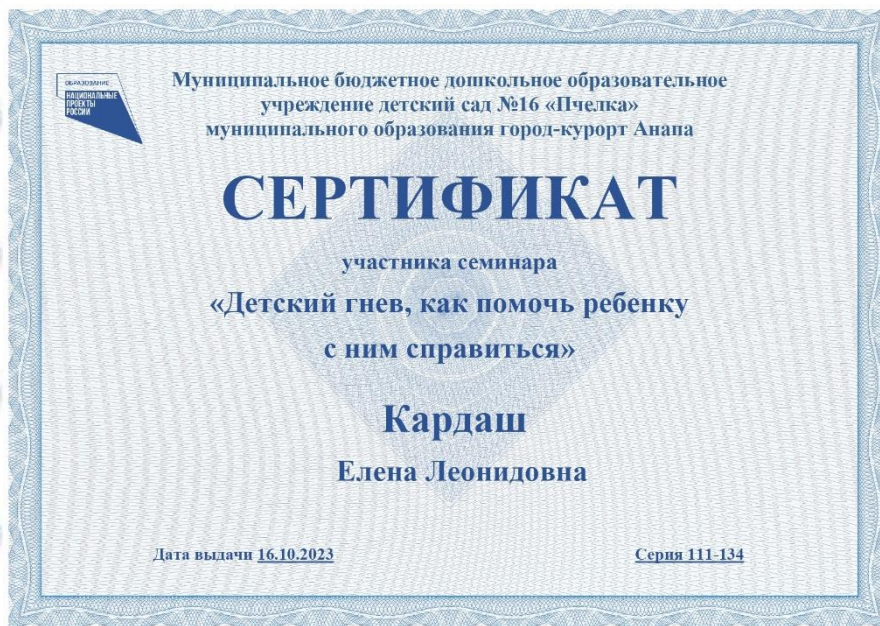 ОБРАЗОВАНИЕ
НАЦИОНАЛЬНЫЕ
ПРОЕКТЫ
РОССИИ
Муниципальное бюджетное дошкольное образовательное
учреждение детский сад №16 «Пчелка»
муниципального образования город-курорт Анапа
СЕРТИФИКАТ
участника семинара
«Детский гнев, как помочь ребенку
с ним справиться»
Кардаш
Елена Леонидовна
Дата выдачи 16.10.2023
Серия 111-134